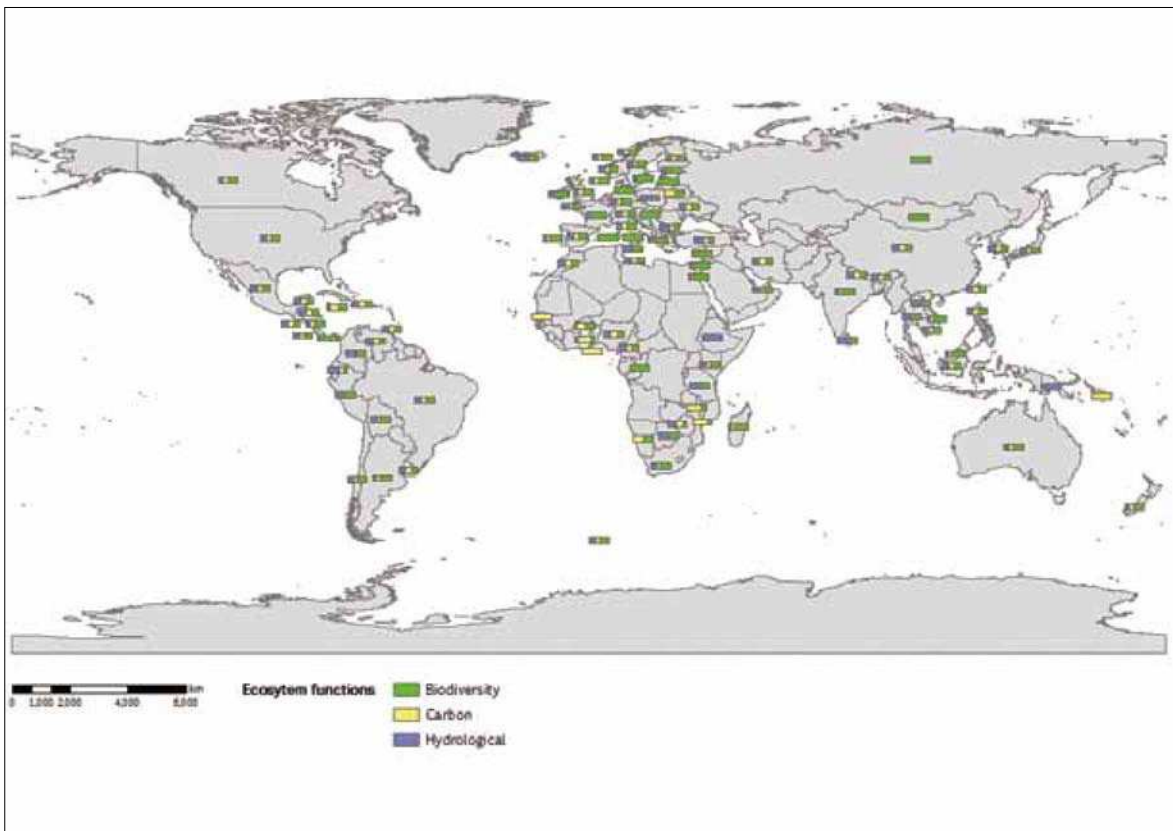 km
0 1,000 2,000 4,000 6,000
Ecosytem functions
Biodiversity
Carbon
Hydrological